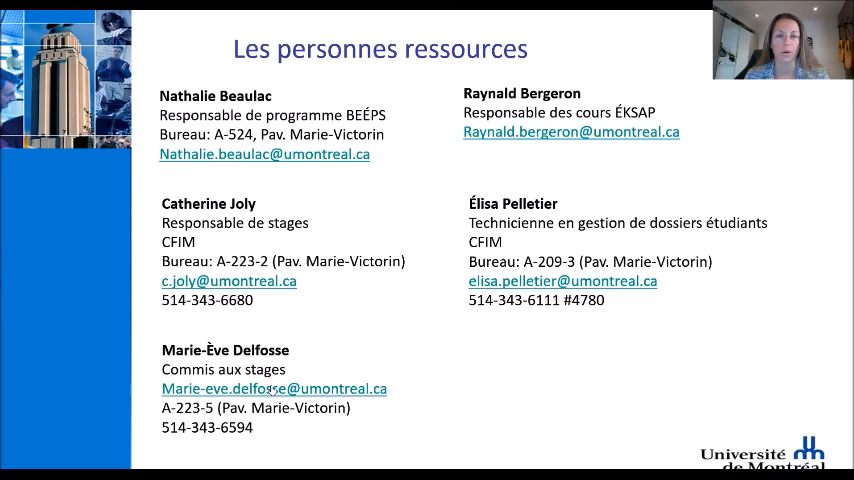 Les personnes ressources
Nathalie Beaulac
Responsable de programme BEÉPS
Bureau: A-524, Pav. Marie-Victorin
Nathalie.beaulac@umontreal.ca
Raynald Bergeron
Responsable des cours ÉKSAP
Raynald.bergeron@umontreal.ca
Catherine Joly
Responsable de stages
CFIM
Bureau: A-223-2 (Pav. Marie-Victorin)
c.joly@umontreal.ca
514-343-6680
Élisa Pelletier
Technicienne en gestion de dossiers étudiants
CFIM
Bureau: A-209-3 (Pav. Marie-Victorin)
elisa.pelletier@umontreal.ca
514-343-6111 #4780
Marie-Ève Delfosse
Commis aux stages
Marie-eve.delfosse@umontreal.ca
A-223-5 (Pav. Marie-Victorin)
514-343-6594
Université
de Montréal